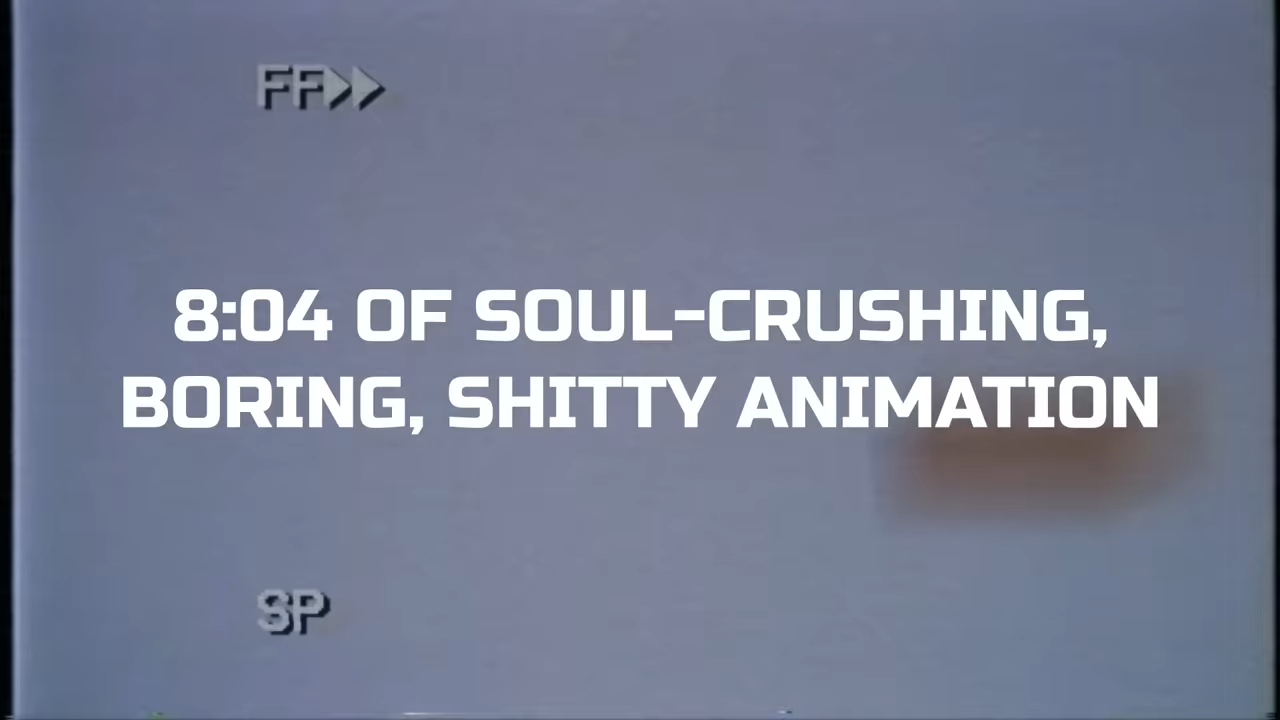 FF▶▶
8:04 OF SOUL-CRUSHING,
BORING, SHITTY ANIMATION
SP